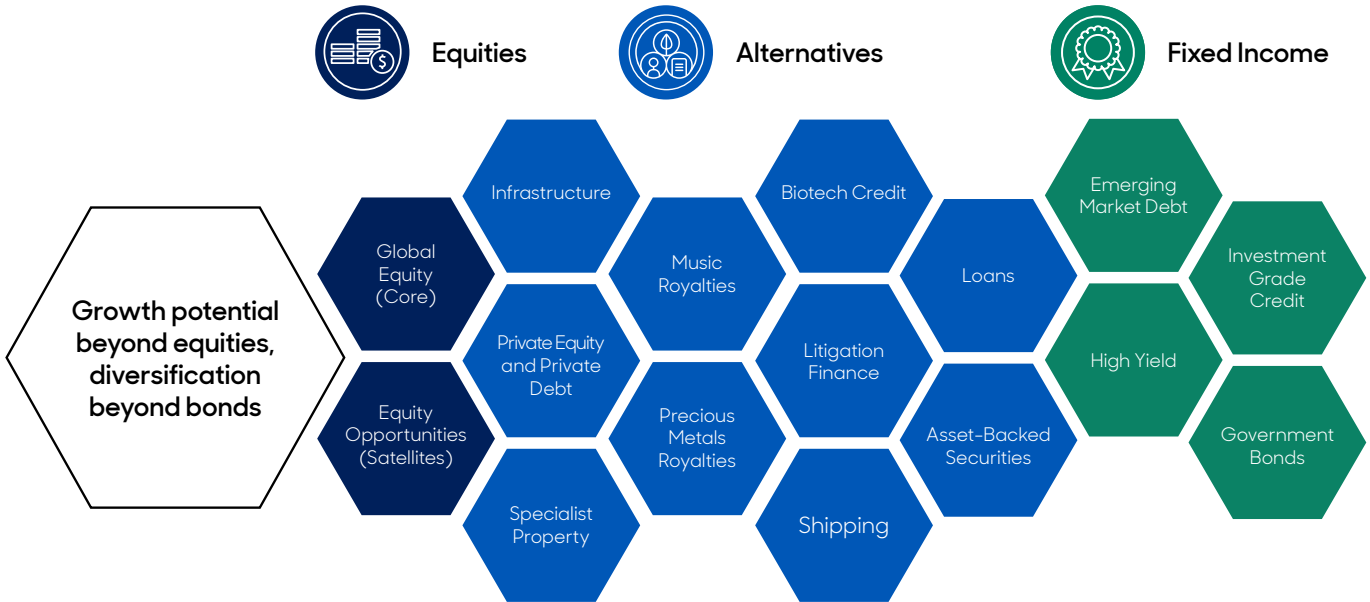 Equities
Alternatives
Fixed Income
Growth potential
beyond equities,
diversification
beyond bonds
Global
Equity
(Core)
Equity
Opportunities
(Satellites)
Infrastructure
Private Equity
and Private
Debt
Specialist
Property
Music
Royalties
Precious
Metals
Royalties
Biotech Credit
Litigation
Finance
Shipping
Loans
Asset-Backed
Securities
Emerging
Market Debt
High Yield
Investment
Grade
Credit
Government
Bonds
$